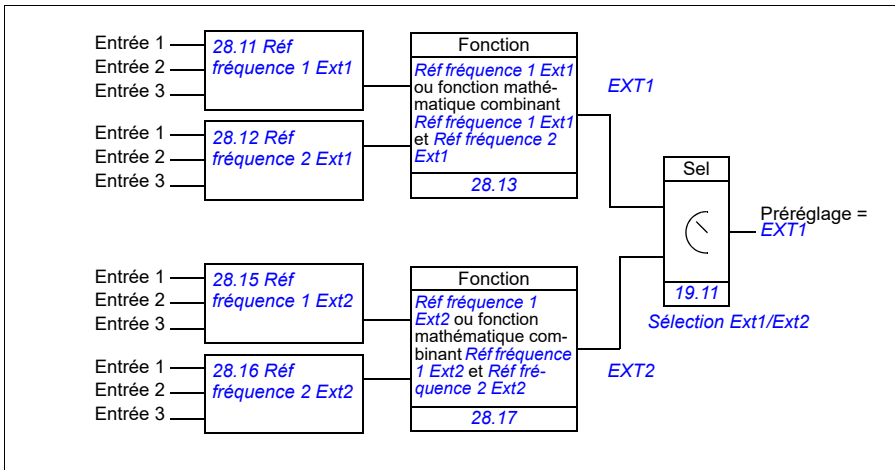 Entrée 1
Entrée 2
Entrée 3
28.11 Réf
fréquence 1 Ext1
Entrée 1
Entrée 2
Entrée 3
28.12 Réf
fréquence 2 Ext1
Fonction
Réf fréquence 1 Ext1
ou fonction mathé-
matique combinant
Réf fréquence 1 Ext1
et Réf fréquence 2
Ext1
28.13
EXT1
Sel
19.11
Sélection Ext1/Ext2
Préréglage =
EXT1
Entrée 1
Entrée 2
Entrée 3
28.15 Réf
fréquence 1 Ext2
Entrée 1
Entrée 2
Entrée 3
28.16 Réf
fréquence 2 Ext2
Fonction
Réf fréquence 1
Ext2 ou fonction
mathématique com-
binant Réf fréquence
1 Ext2 et Réf fré-
quence 2 Ext2
28.17
EXT2